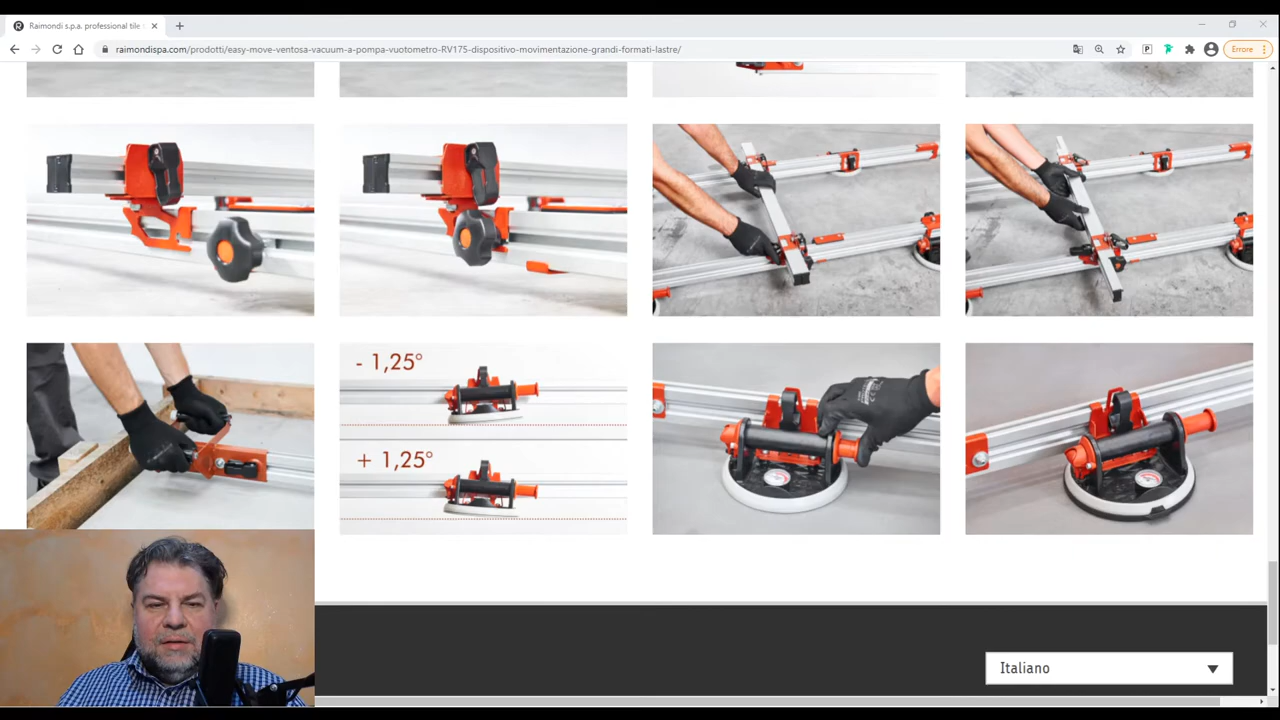 Raimondi s.p.a. professional tile
raimondispa.com/prodotti/easy-move-ventosa-vacuum-a-pompa-vuotometro-RV175-dispositivo-movimentazione-grandi-formati-lastre/
Errore
- 1,25°
+ 1,25°
Italiano